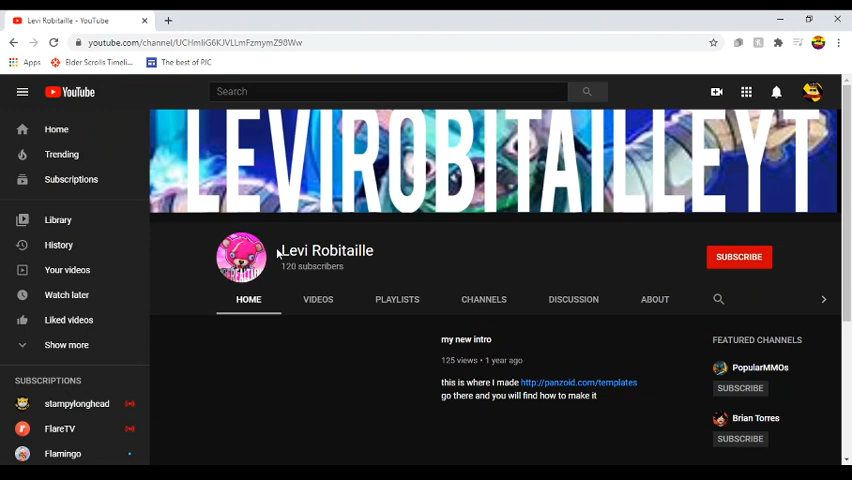 Levi Robitaille - YouTube
youtube.com/channel/UCHmIiG6KJVLLmFzmymZ98Ww
Apps
Elder Scrolls Timeli...
The best of PJC
YouTube
Search
Home
Trending
Subscriptions
Library
History
Your videos
Watch later
Liked videos
Show more
SUBSCRIPTIONS
stampylonghead
FlareTV
Flamingo
LEVIROBITAILLEYT
Levi Robitaille
120 subscribers
SUBSCRIBE
HOME VIDEOS PLAYLISTS CHANNELS DISCUSSION ABOUT
my new intro
125 views • 1 year ago
this is where I made http://panzoid.com/templates
go there and you will find how to make it
FEATURED CHANNELS
PopularMMOs
SUBSCRIBE
Brian Torres
SUBSCRIBE